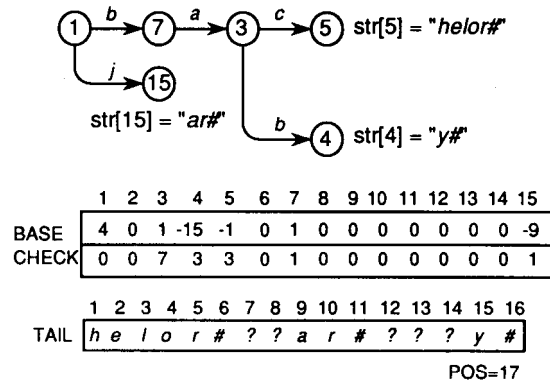 1 b 7 a 3 c 5 str[5] = "helor#"
j 15
str[15] = "ar#" b 4 str[4] = "y#"
1 2 3 4 5 6 7 8 9 10 11 12 13 14 15
BASE 4 0 1 -15 -1 0 1 0 0 0 0 0 0 0 -9
CHECK 0 0 7 3 3 0 1 0 0 0 0 0 0 0 1
1 2 3 4 5 6 7 8 9 10 11 12 13 14 15 16
TAIL h e l o r # ? ? a r # ? ? ? y #
POS=17